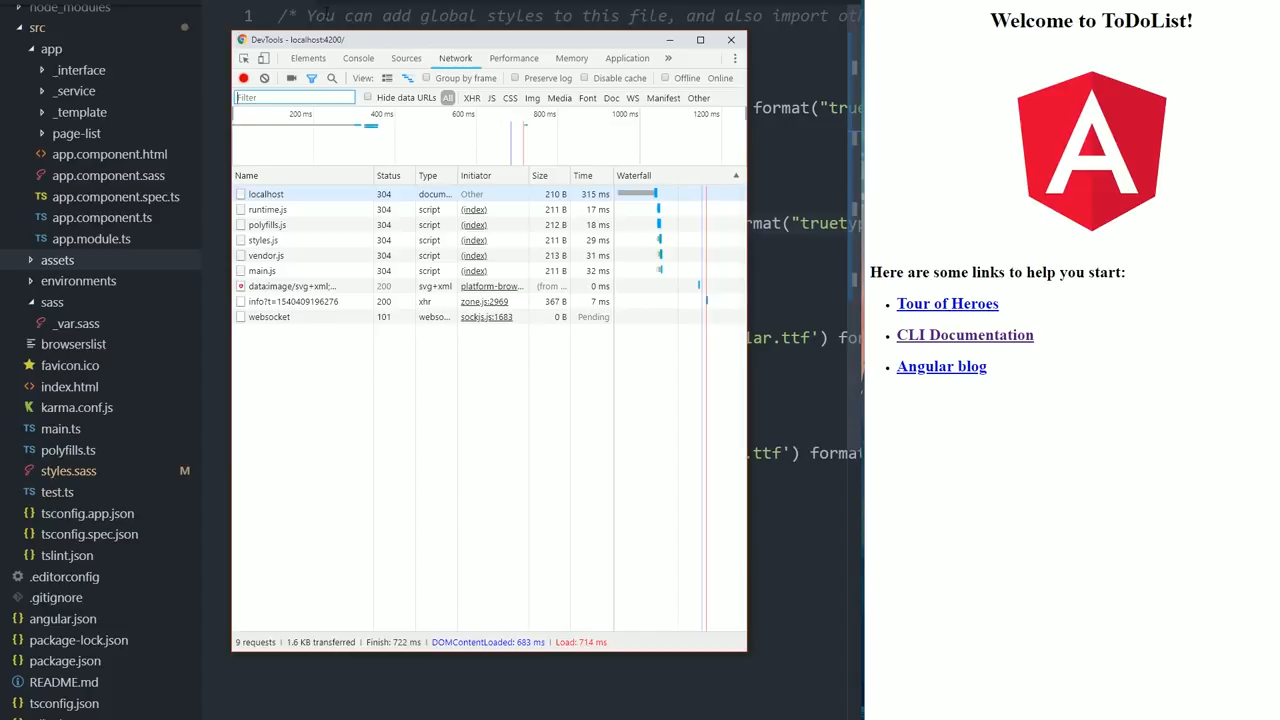 node_modules
src
app
_interface
_service
_template
page-list
app.component.html
app.component.sass
app.component.spec.ts
app.component.ts
app.module.ts
assets
environments
sass
_var.sass
browserslist
favicon.ico
index.html
karma.conf.js
TS main.ts
TS polyfills.ts
styles.sass M
TS test.ts
tsconfig.app.json
tsconfig.spec.json
tslint.json
.editorconfig
.gitignore
angular.json
package-lock.json
package.json
README.md
tsconfig.json
tslint.json
1 /* You can add global styles to this file, and also import ot
format("true
rmat("truety
lar.ttf') fo
.ttf') forma
DevTools - localhost:4200/
Elements Console Sources Network Performance Memory Application »
View: Group by frame Preserve log Disable cache Offline Online
Filter Hide data URLs All XHR JS CSS Img Media Font Doc WS Manifest Other
200 ms 400 ms 600 ms 800 ms 1000 ms 1200 ms
Name Status Type Initiator Size Time Waterfall
localhost 304 docum... Other 210 B 315 ms
runtime.js 304 script (index) 211 B 17 ms
polyfills.js 304 script (index) 212 B 18 ms
styles.js 304 script (index) 211 B 29 ms
vendor.js 304 script (index) 213 B 31 ms
main.js 304 script (index) 211 B 32 ms
dataimage/svg+xml;... 200 svg+xml platform-brow... (from ... 0 ms
info?t=1540409196276 200 xhr zone.js:2969 367 B 7 ms
websocket 101 webso... sockjs.js:1683 0 B Pending
9 requests | 1.6 KB transferred | Finish: 722 ms | DOMContentLoaded: 683 ms | Load: 714 ms
Welcome to ToDoList!
A
Here are some links to help you start:
• Tour of Heroes
• CLI Documentation
• Angular blog